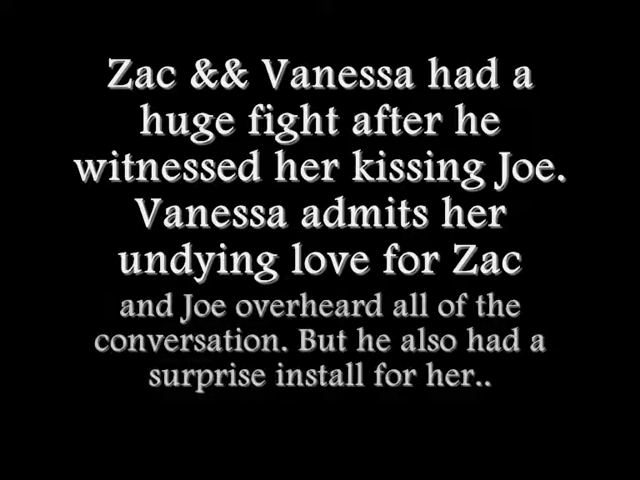 Zac && Vanessa had a
huge fight after he
witnessed her kissing Joe.
Vanessa admits her
undying love for Zac
and Joe overheard all of the
conversation. But he also had a
surprise install for her..